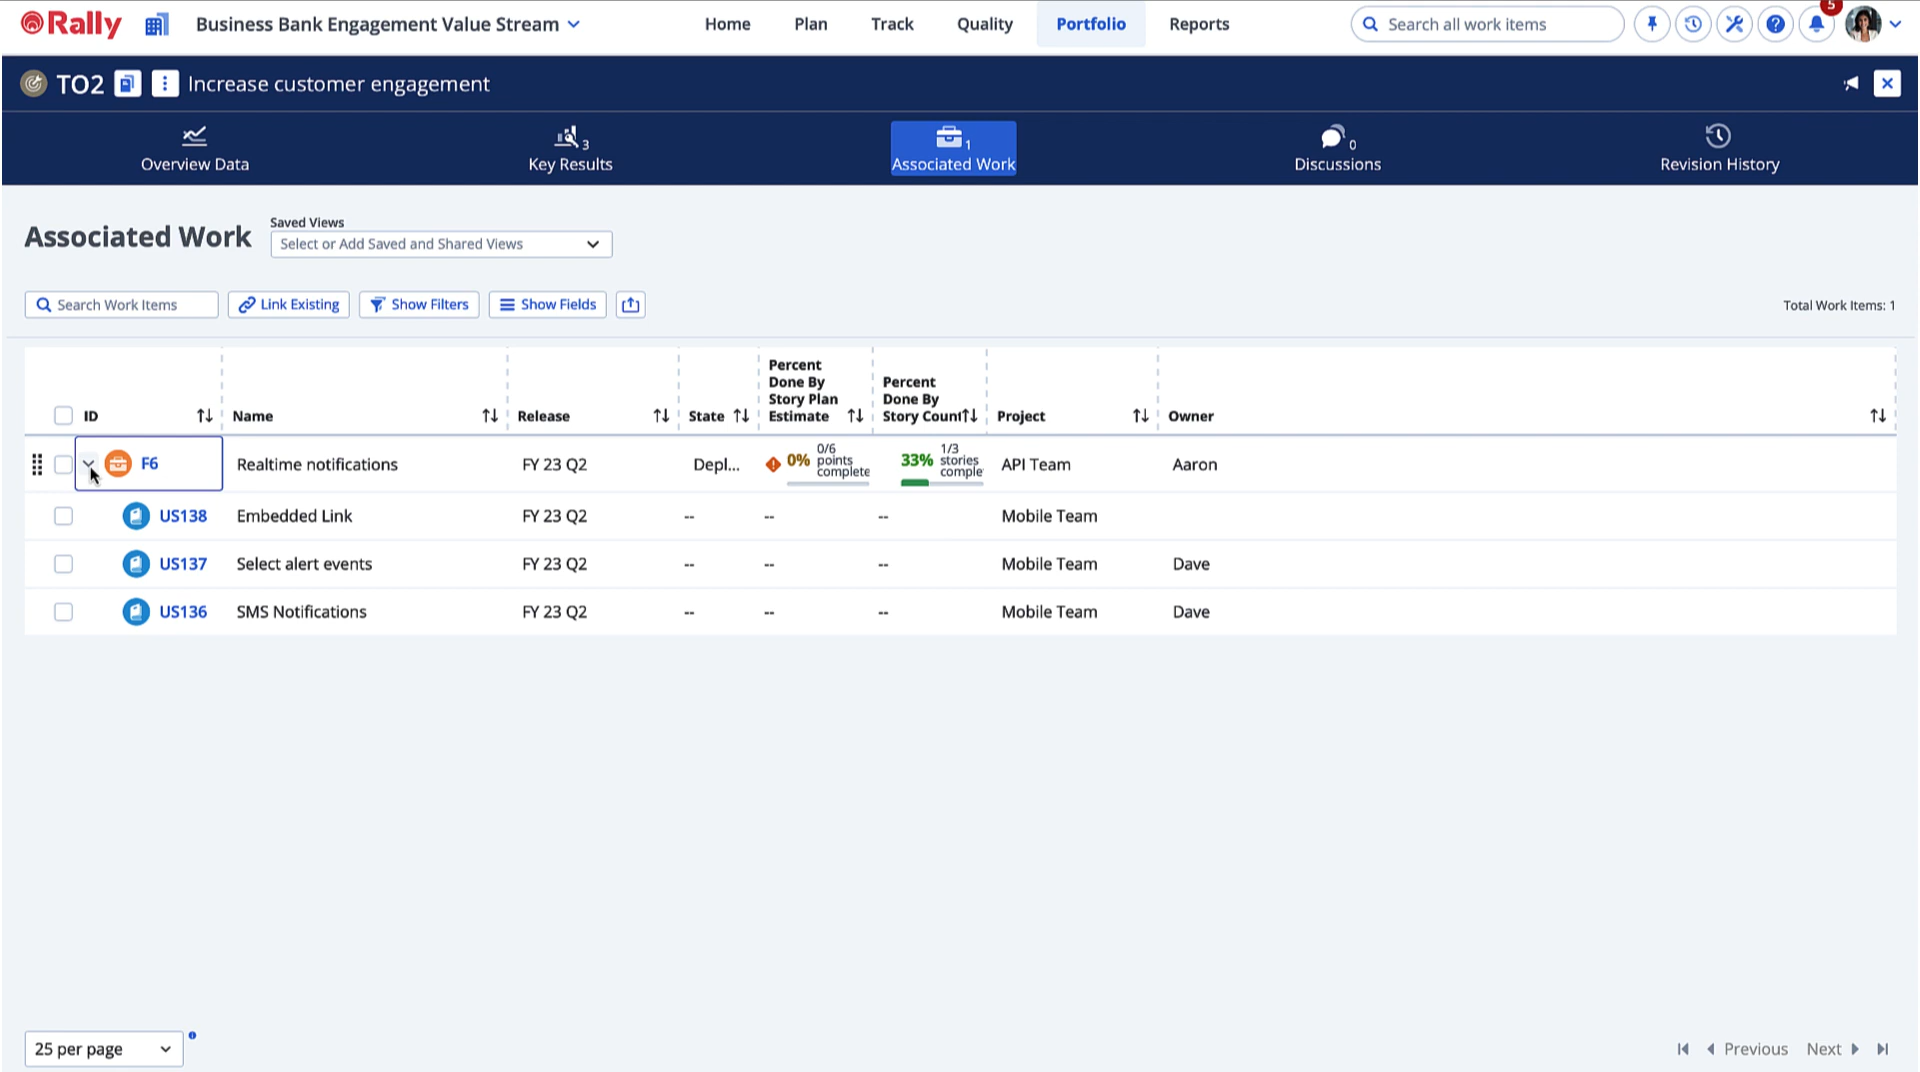 Rally
Business Bank Engagement Value Stream
Home
Plan
Track
Quality
Portfolio
Reports
Search all work items
5
TO2
Increase customer engagement
Overview Data
3
Key Results
1
Associated Work
0
Discussions
Revision History
Associated Work
Saved Views
Select or Add Saved and Shared Views
Search Work Items
Link Existing
Show Filters
Show Fields
Total Work Items: 1
ID
Name
Release
State
Percent
Done By
Story Plan
Estimate
Percent
Done By
Story Count
Project
Owner
F6
Realtime notifications
FY 23 Q2
Depl...
0%
0/6
points
complete
33%
1/3
stories
comple
API Team
Aaron
US138
Embedded Link
FY 23 Q2
--
--
--
Mobile Team
US137
Select alert events
FY 23 Q2
--
--
--
Mobile Team
Dave
US136
SMS Notifications
FY 23 Q2
--
--
--
Mobile Team
Dave
25 per page
Previous
Next